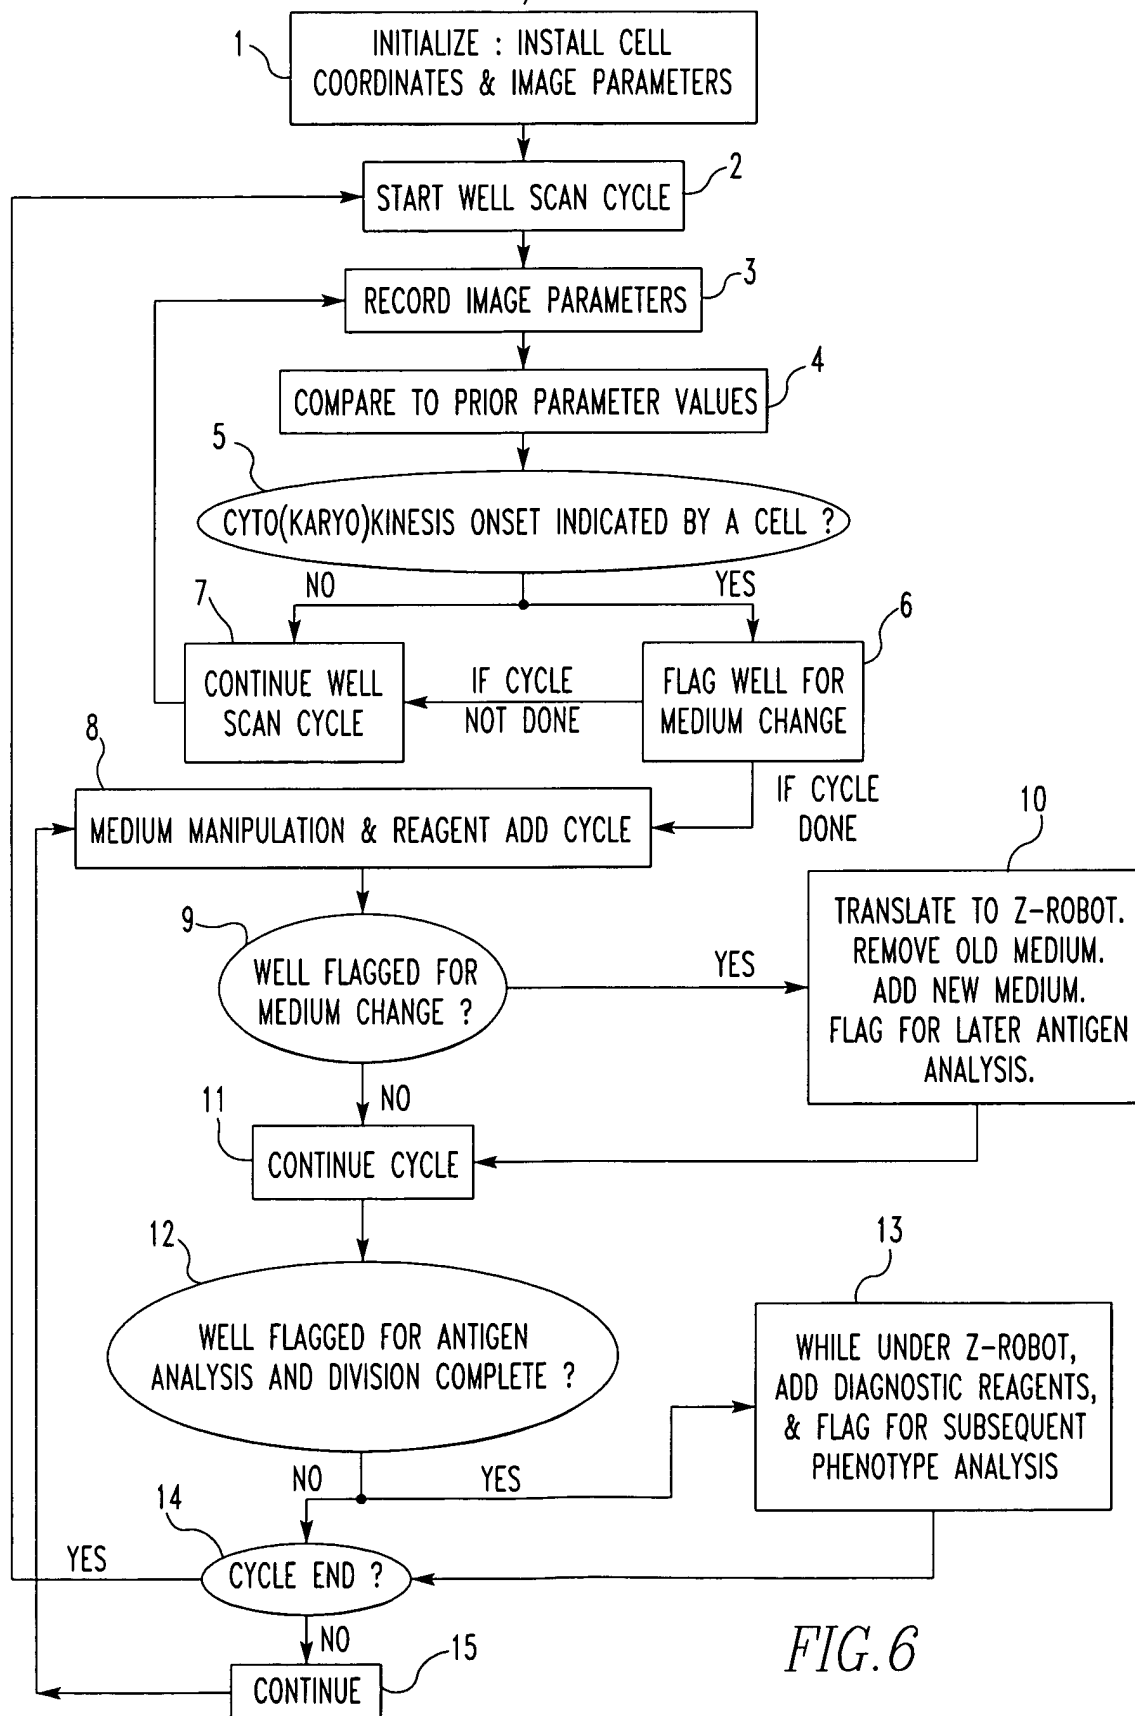 1
INITIALIZE : INSTALL CELL
COORDINATES & IMAGE PARAMETERS
2
START WELL SCAN CYCLE
3
RECORD IMAGE PARAMETERS
4
COMPARE TO PRIOR PARAMETER VALUES
5
CYTO(KARYO)KINESIS ONSET INDICATED BY A CELL ?
NO
YES
7
CONTINUE WELL
SCAN CYCLE
IF CYCLE
NOT DONE
6
FLAG WELL FOR
MEDIUM CHANGE
IF CYCLE
DONE
8
MEDIUM MANIPULATION & REAGENT ADD CYCLE
9
WELL FLAGGED FOR
MEDIUM CHANGE ?
YES
10
TRANSLATE TO Z-ROBOT.
REMOVE OLD MEDIUM.
ADD NEW MEDIUM.
FLAG FOR LATER ANTIGEN
ANALYSIS.
NO
11
CONTINUE CYCLE
12
WELL FLAGGED FOR ANTIGEN
ANALYSIS AND DIVISION COMPLETE ?
13
WHILE UNDER Z-ROBOT,
ADD DIAGNOSTIC REAGENTS,
& FLAG FOR SUBSEQUENT
PHENOTYPE ANALYSIS
NO
YES
14
CYCLE END ?
YES
NO
15
CONTINUE
FIG.6